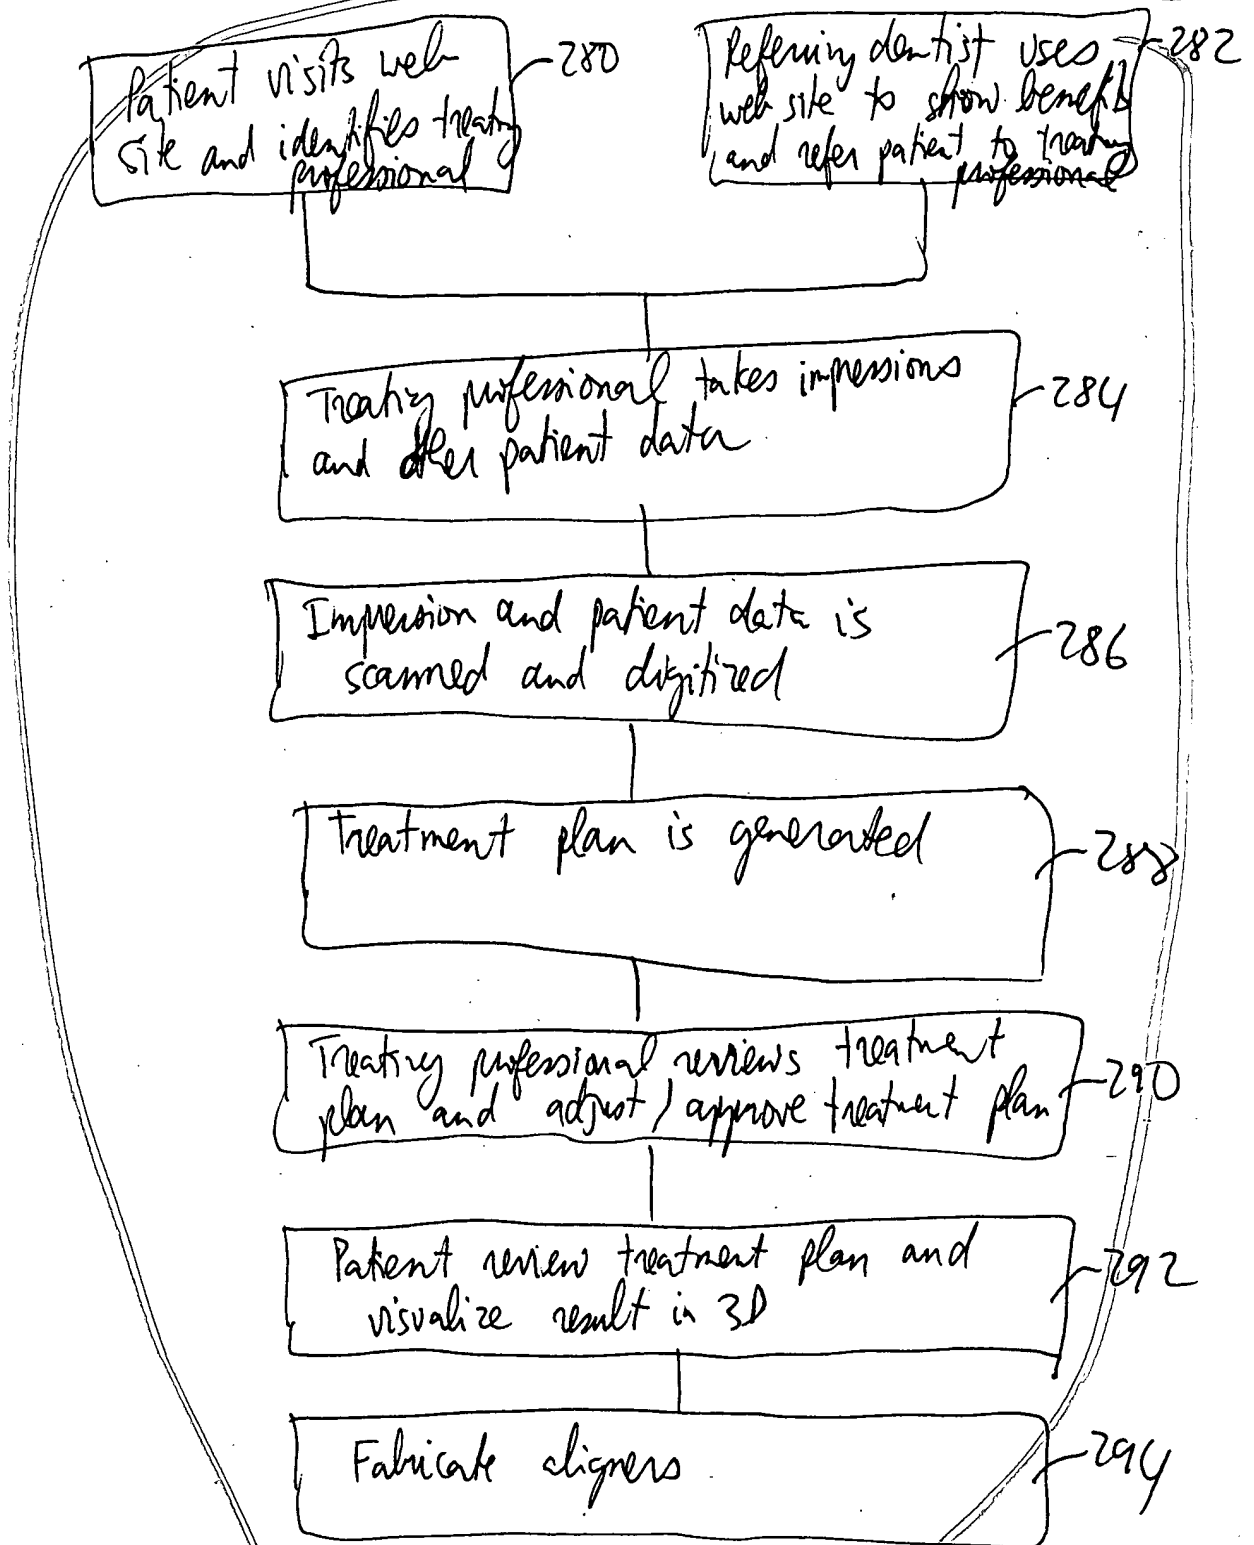 Patient visits web
site and identifies treating
professional
280
Referring dentist uses
web site to show benefits
and refer patient to treating
professional
282
Treating professional takes impressions
and other patient data
284
Impression and patient data is
scanned and digitized
286
Treatment plan is generated
288
Treating professional reviews treatment
plan and adjust / approve treatment plan
290
Patient review treatment plan and
visualize result in 3D
292
Fabricate aligners
294